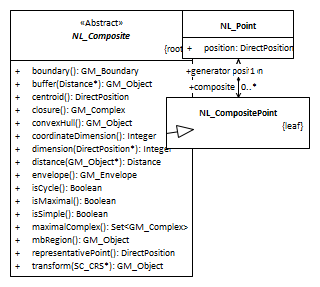 «Abstract»
NL_Composite
{root
NL_Point
+ position: DirectPosition
+generator
+composite 0..*
NL_CompositePoint
{leaf}
+ boundary(): GM_Boundary
+ buffer(Distance*): GM_Object
+ centroid(): DirectPosition
+ closure(): GM_Complex
+ convexHull(): GM_Object
+ coordinateDimension(): Integer
+ dimension(DirectPosition*): Integer
+ distance(GM_Object*): Distance
+ envelope(): GM_Envelope
+ isCycle(): Boolean
+ isMaximal(): Boolean
+ isSimple(): Boolean
+ maximalComplex(): Set<GM_Complex>
+ mbRegion(): GM_Object
+ representativePoint(): DirectPosition
+ transform(SC_CRS*): GM_Object